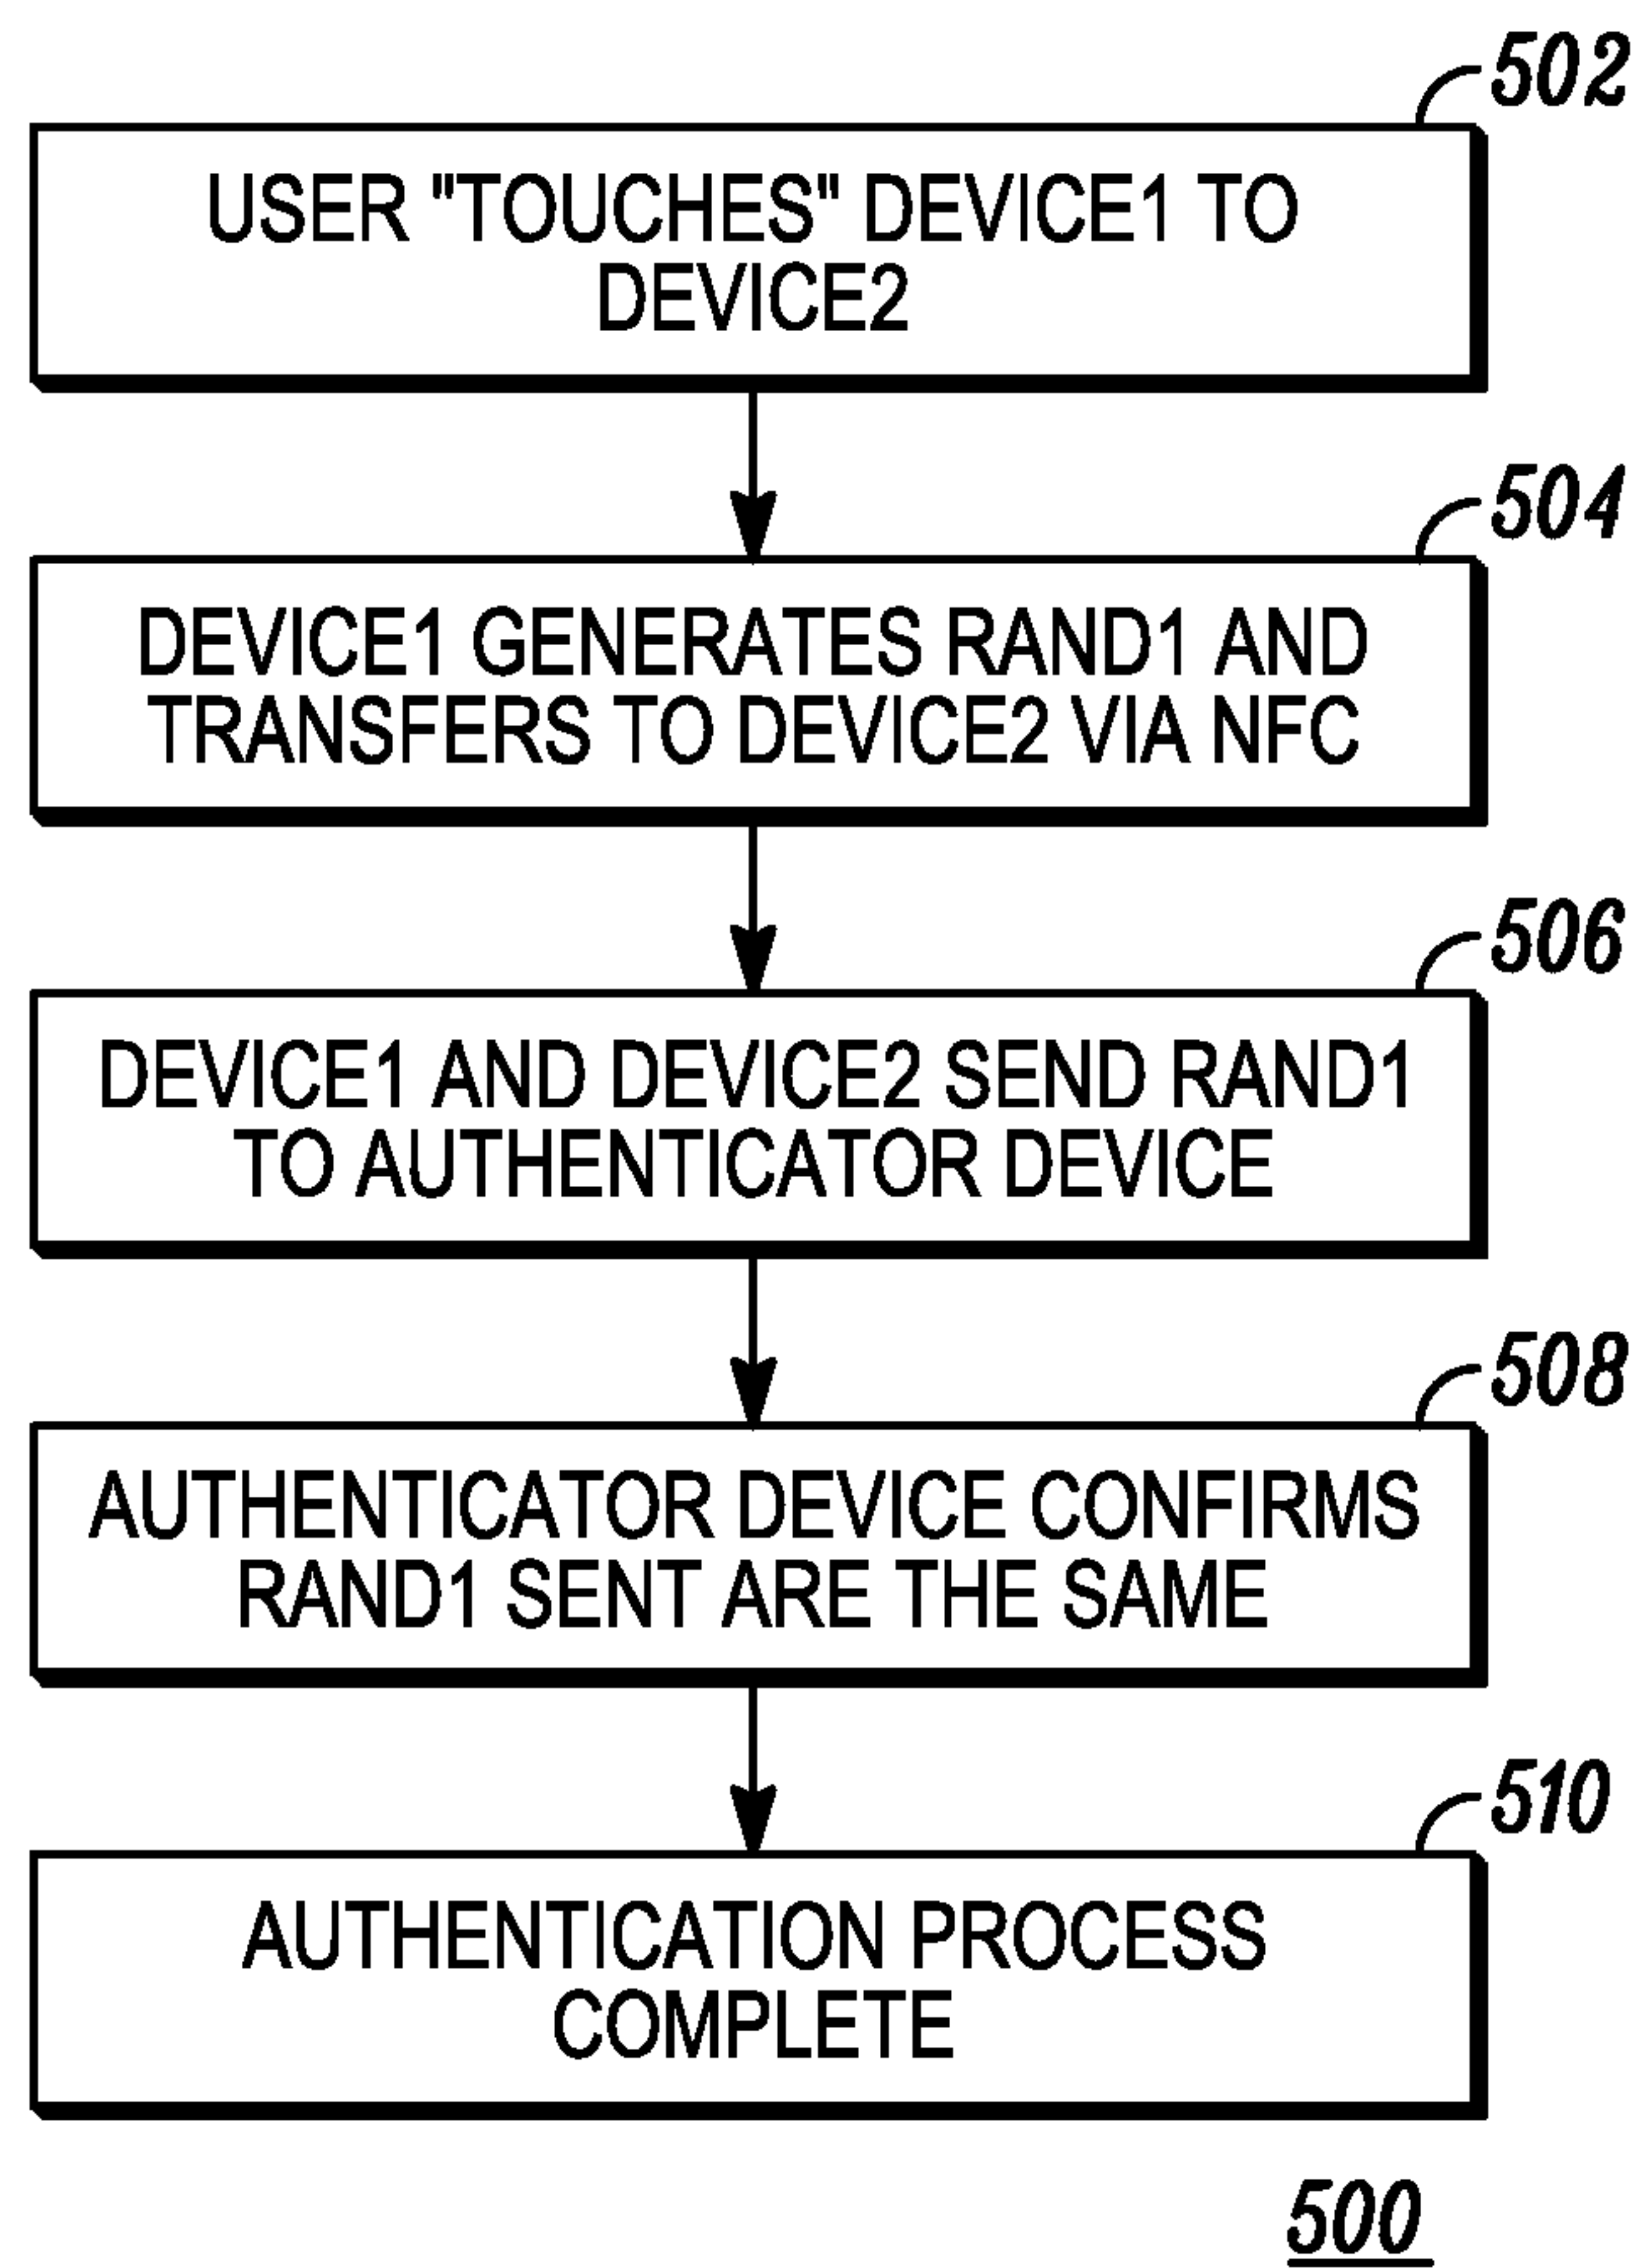 502
USER "TOUCHES" DEVICE1 TO
DEVICE2
504
DEVICE1 GENERATES RAND1 AND
TRANSFERS TO DEVICE2 VIA NFC
506
DEVICE1 AND DEVICE2 SEND RAND1
TO AUTHENTICATOR DEVICE
508
AUTHENTICATOR DEVICE CONFIRMS
RAND1 SENT ARE THE SAME
510
AUTHENTICATION PROCESS
COMPLETE
500